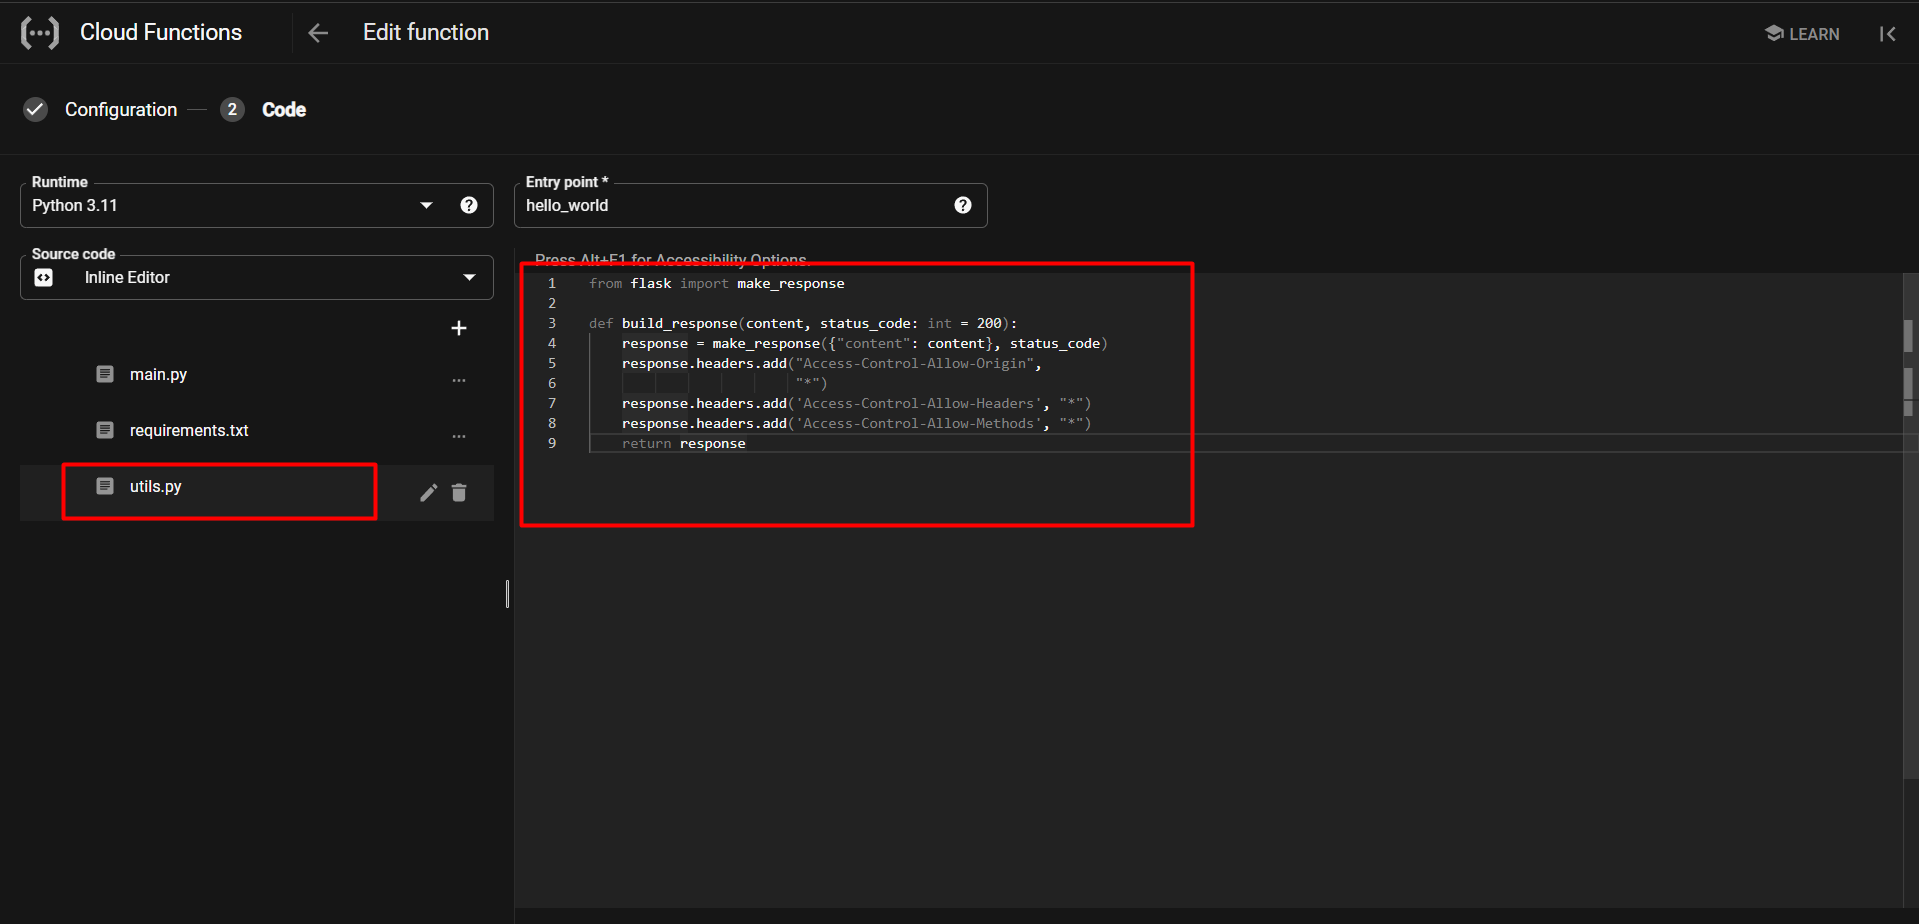 Cloud Functions
Edit function
LEARN
Configuration
2
Code
Runtime
Python 3.11
Entry point *
hello_world
Source code
Inline Editor
main.py
requirements.txt
utils.py
Press Alt+F1 for Accessibility Options.
1 from flask import make_response
2
3 def build_response(content, status_code: int = 200):
4 response = make_response({"content": content}, status_code)
5 response.headers.add("Access-Control-Allow-Origin",
6 "*")
7 response.headers.add('Access-Control-Allow-Headers', "*")
8 response.headers.add('Access-Control-Allow-Methods', "*")
9 return response